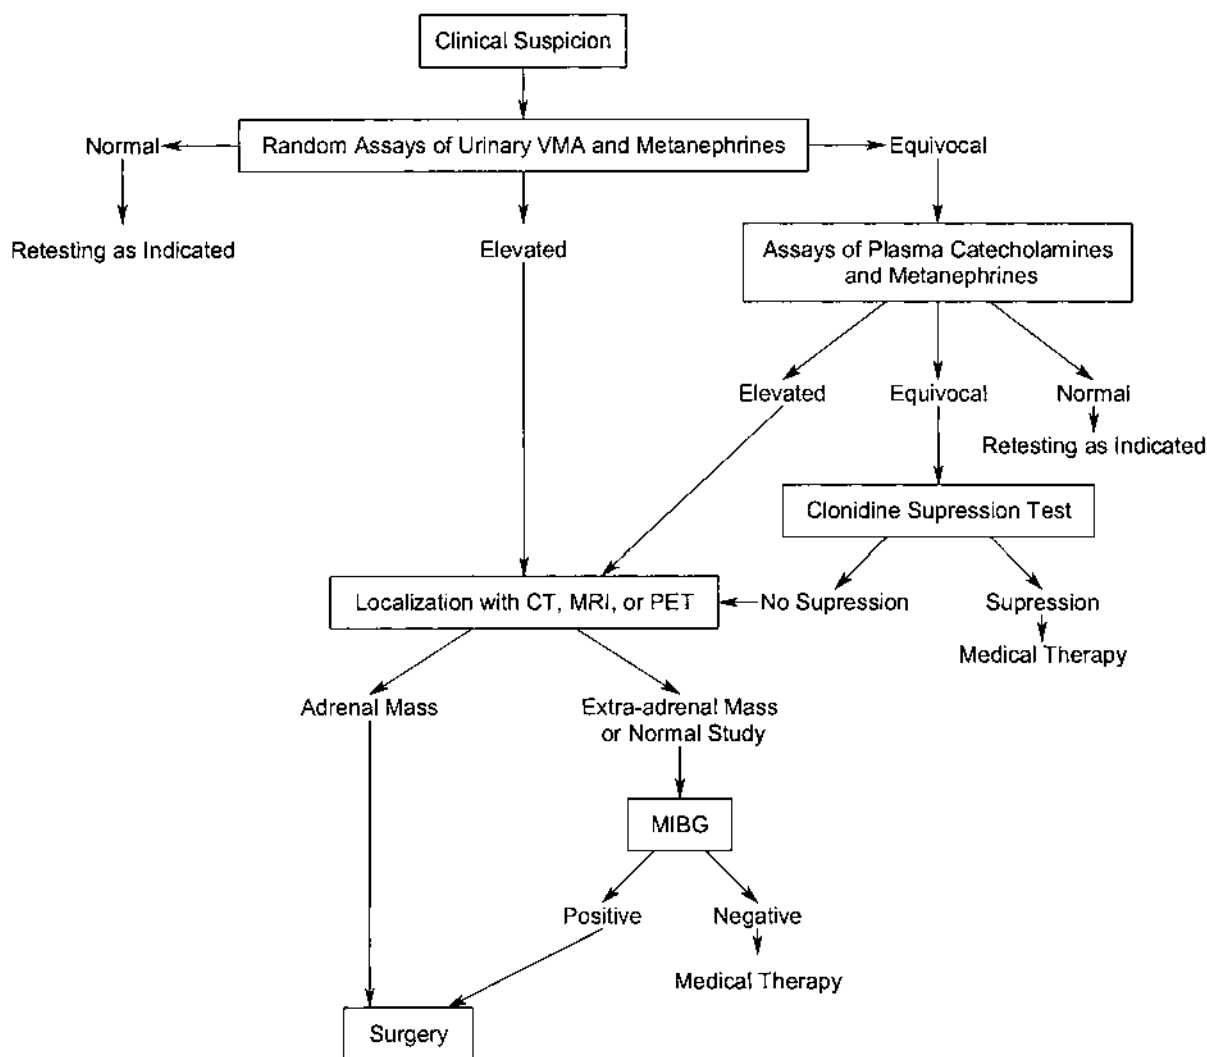 Clinical Suspicion
Normal
Random Assays of Urinary VMA and Metanephrines
Equivocal
Retesting as Indicated
Elevated
Assays of Plasma Catecholamines
and Metanephrines
Elevated
Equivocal
Normal
Retesting as Indicated
Clonidine Supression Test
Localization with CT, MRI, or PET
No Supression
Supression
Medical Therapy
Adrenal Mass
Extra-adrenal Mass
or Normal Study
MIBG
Positive
Negative
Medical Therapy
Surgery